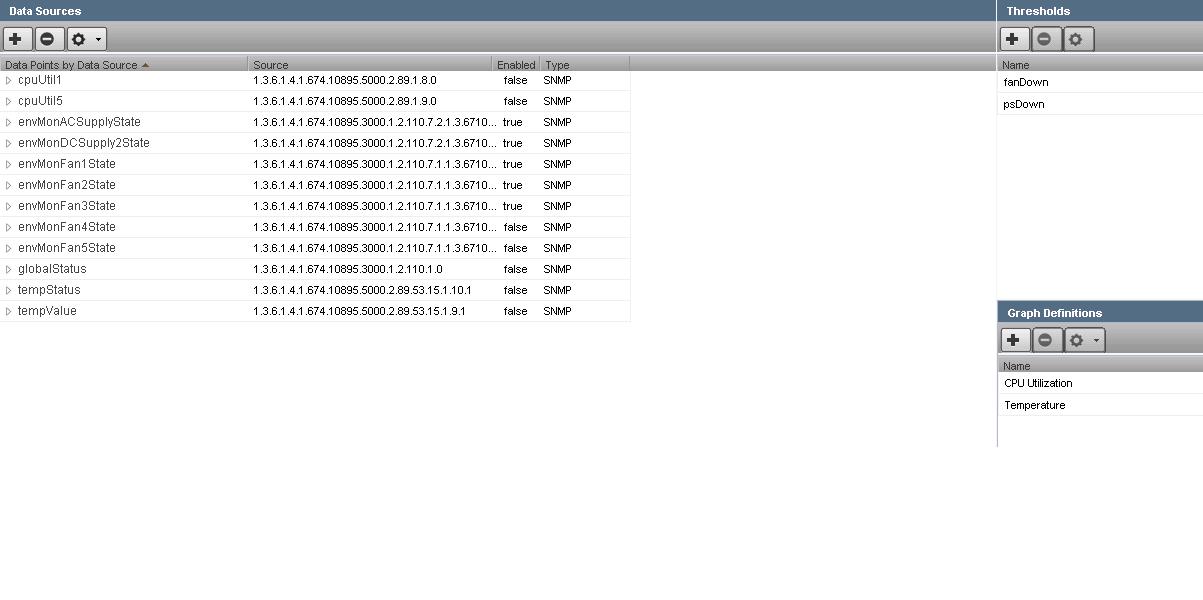 Data Sources
Data Points by Data Source Source Enabled Type
cpuUtil1 1.3.6.1.4.1.674.10895.5000.2.89.1.8.0 false SNMP
cpuUtil5 1.3.6.1.4.1.674.10895.5000.2.89.1.9.0 false SNMP
envMonACSupplyState 1.3.6.1.4.1.674.10895.3000.1.2.110.7.2.1.3.6710... true SNMP
envMonDCSupply2State 1.3.6.1.4.1.674.10895.3000.1.2.110.7.2.1.3.6710... true SNMP
envMonFan1State 1.3.6.1.4.1.674.10895.3000.1.2.110.7.1.1.3.6710... true SNMP
envMonFan2State 1.3.6.1.4.1.674.10895.3000.1.2.110.7.1.1.3.6710... true SNMP
envMonFan3State 1.3.6.1.4.1.674.10895.3000.1.2.110.7.1.1.3.6710... true SNMP
envMonFan4State 1.3.6.1.4.1.674.10895.3000.1.2.110.7.1.1.3.6710... false SNMP
envMonFan5State 1.3.6.1.4.1.674.10895.3000.1.2.110.7.1.1.3.6710... false SNMP
globalStatus 1.3.6.1.4.1.674.10895.3000.1.2.110.1.0 false SNMP
tempStatus 1.3.6.1.4.1.674.10895.5000.2.89.53.15.1.10.1 false SNMP
tempValue 1.3.6.1.4.1.674.10895.5000.2.89.53.15.1.9.1 false SNMP
Thresholds
Name
fanDown
psDown
Graph Definitions
Name
CPU Utilization
Temperature